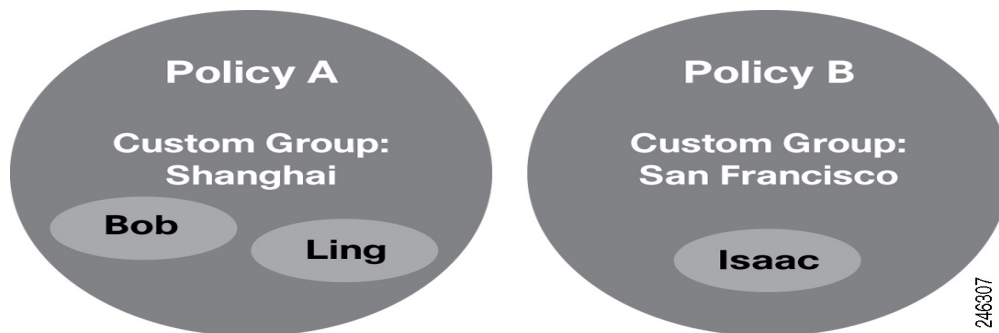 Policy A
Custom Group:
Shanghai
Bob
Ling
Policy B
Custom Group:
San Francisco
Isaac
246307